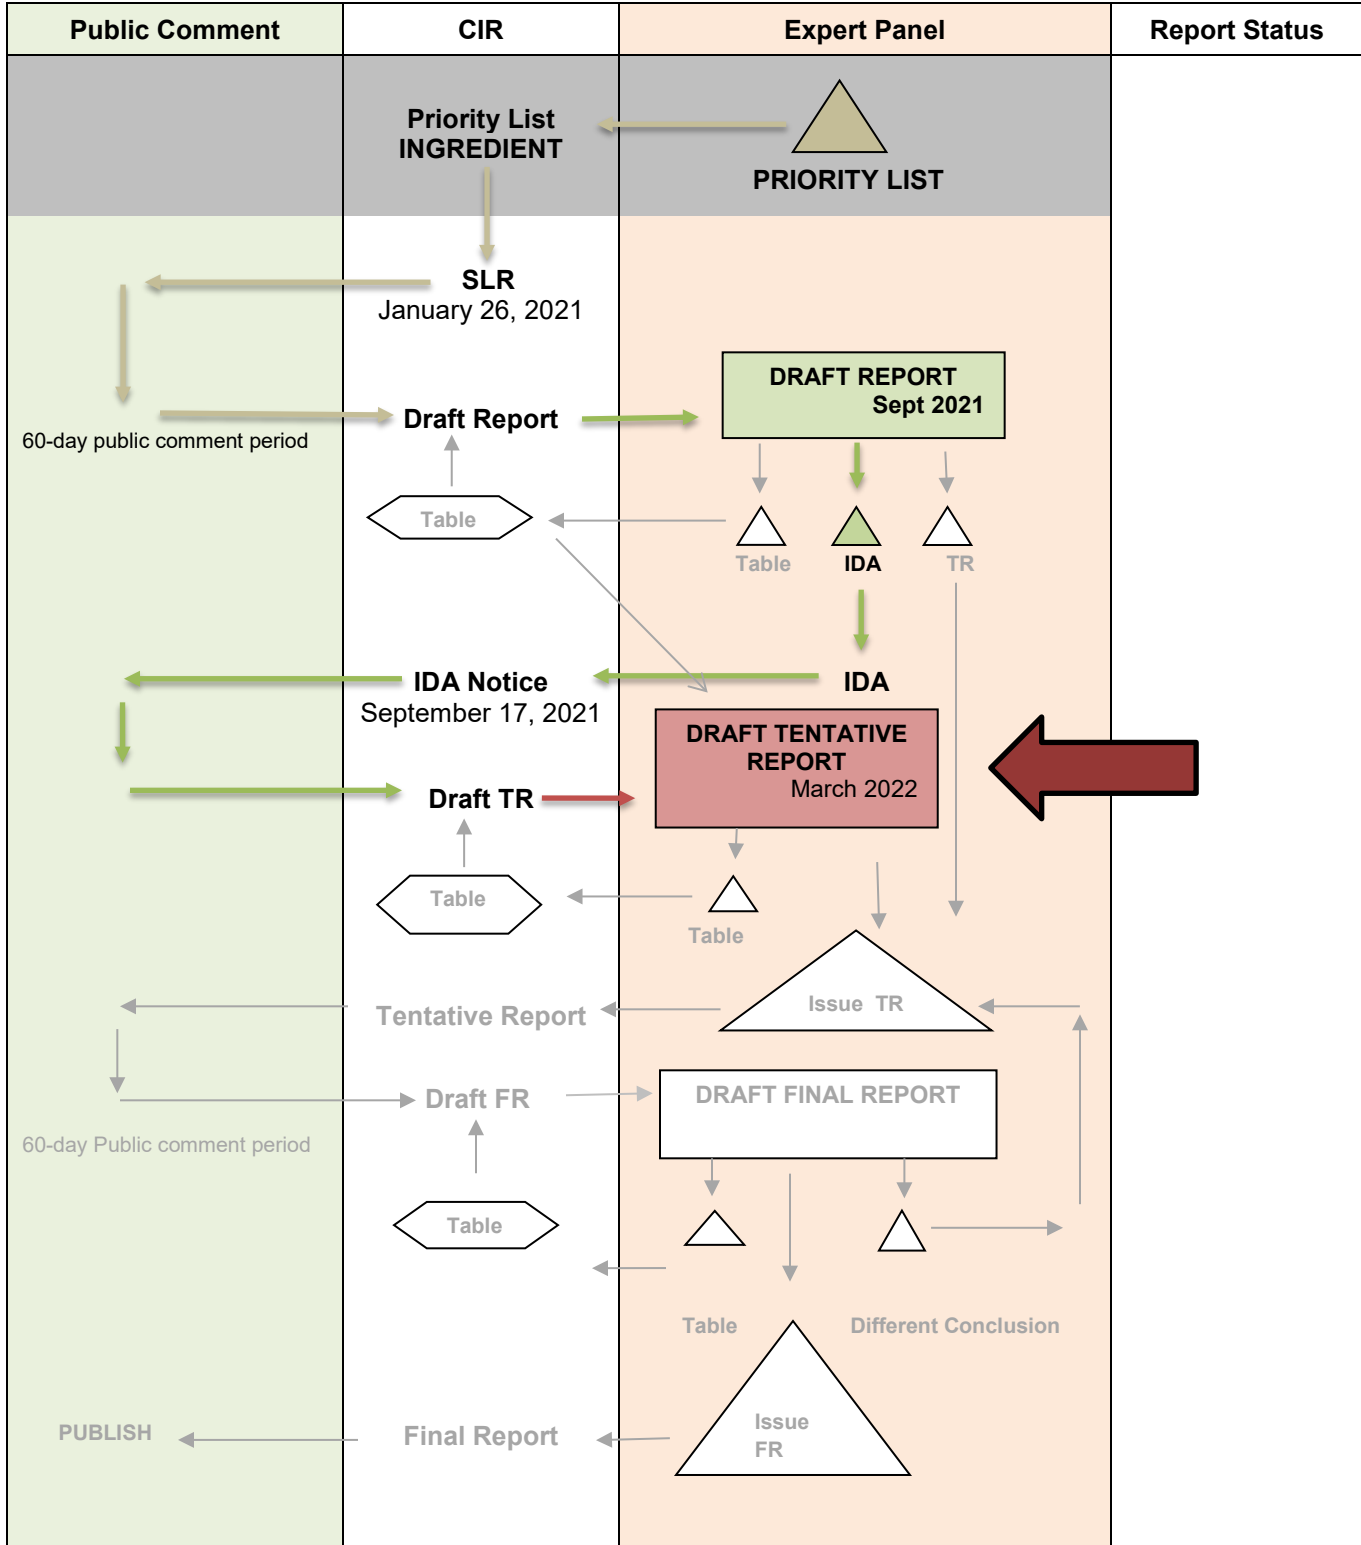 Public Comment
CIR
Expert Panel
Report Status
Priority List
INGREDIENT
PRIORITY LIST
SLR
January 26, 2021
60-day public comment period
Draft Report
DRAFT REPORT
Sept 2021
Table
Table
IDA
TR
IDA Notice
September 17, 2021
IDA
DRAFT TENTATIVE
REPORT
March 2022
Draft TR
Table
Table
Tentative Report
Issue TR
Draft FR
DRAFT FINAL REPORT
60-day Public comment period
Table
Table
Different Conclusion
PUBLISH
Final Report
Issue
FR